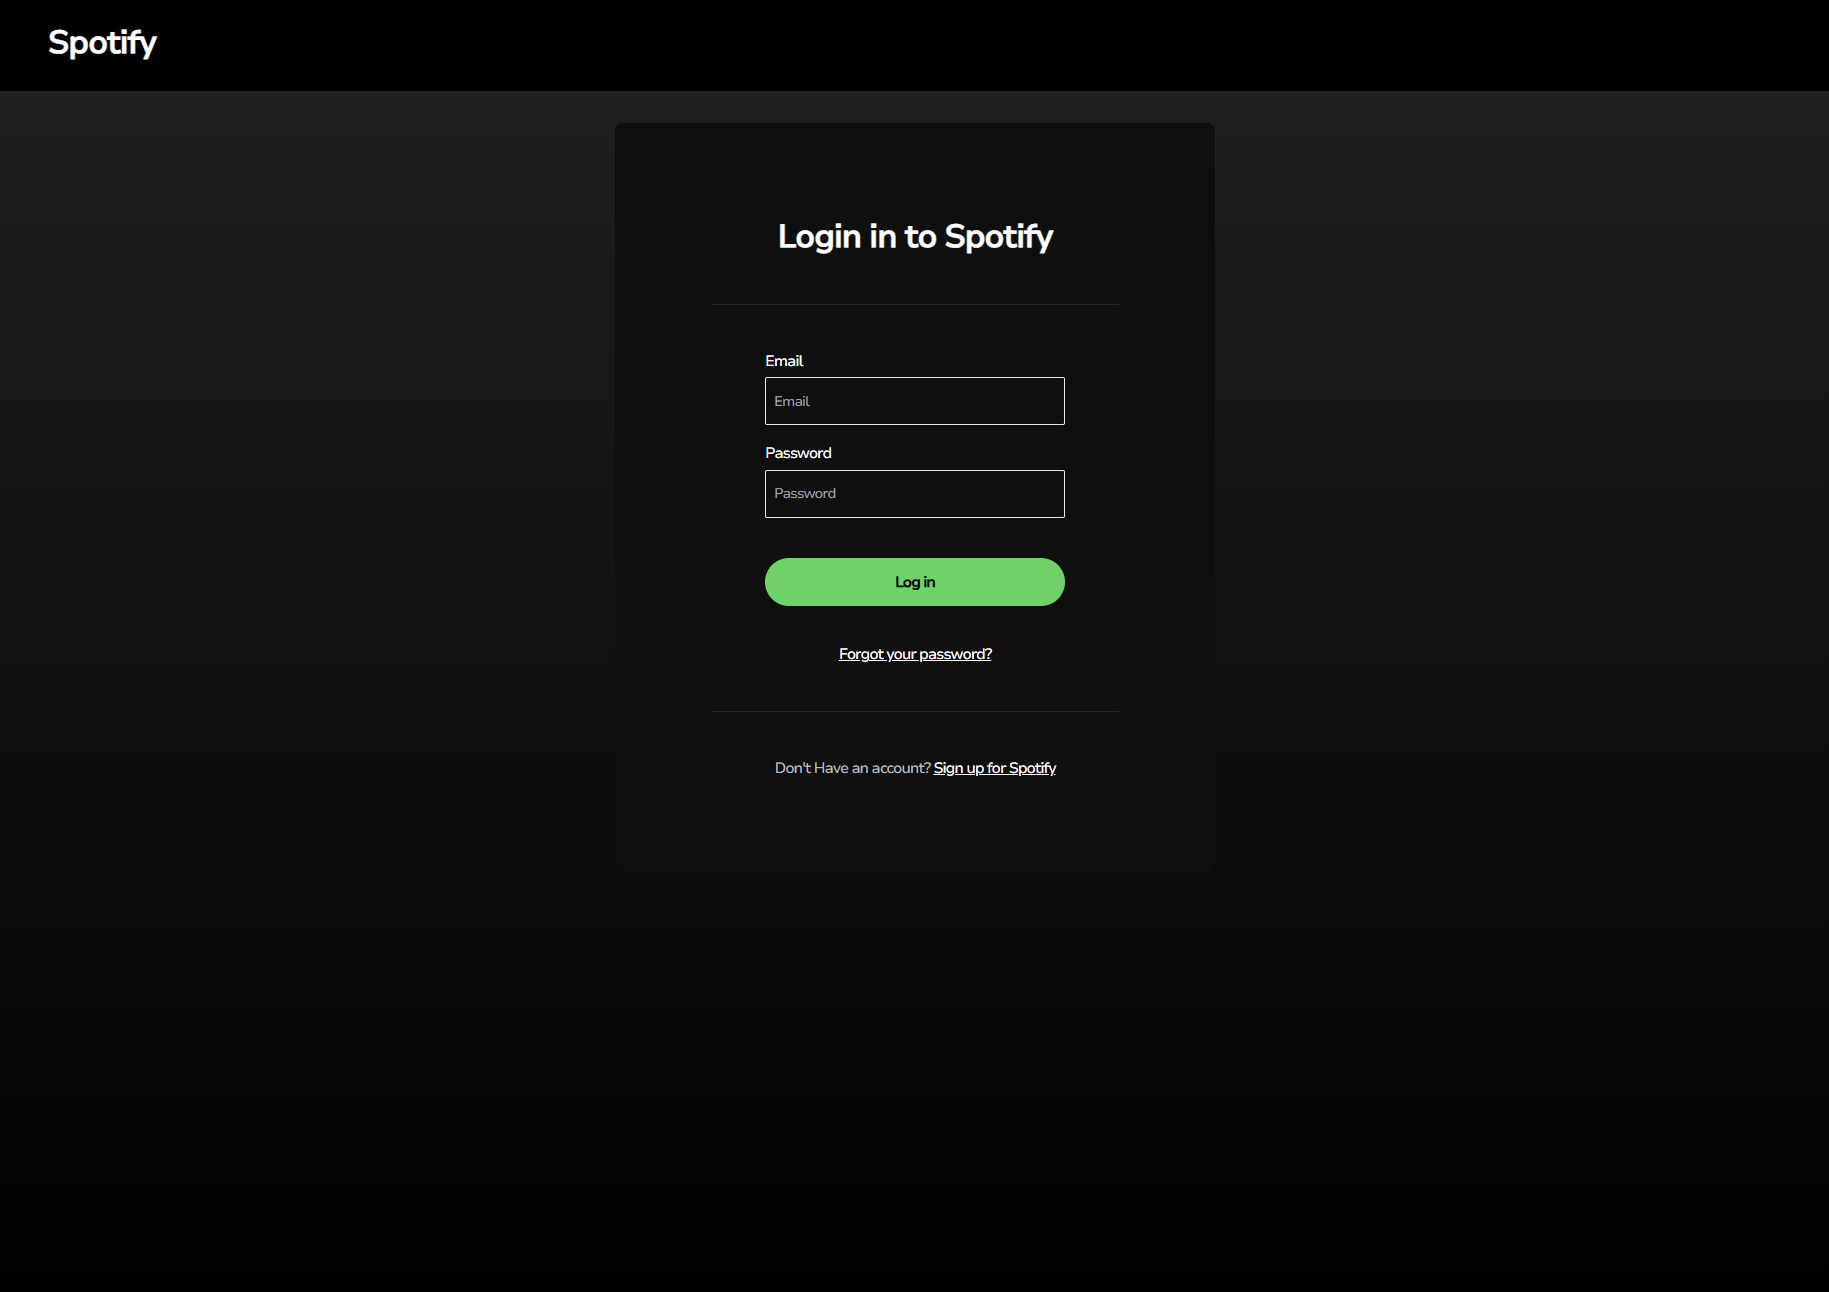 Spotify
Login in to Spotify
Email
Email
Password
Password
Log in
Forgot your password?
Don't Have an account? Sign up for Spotify